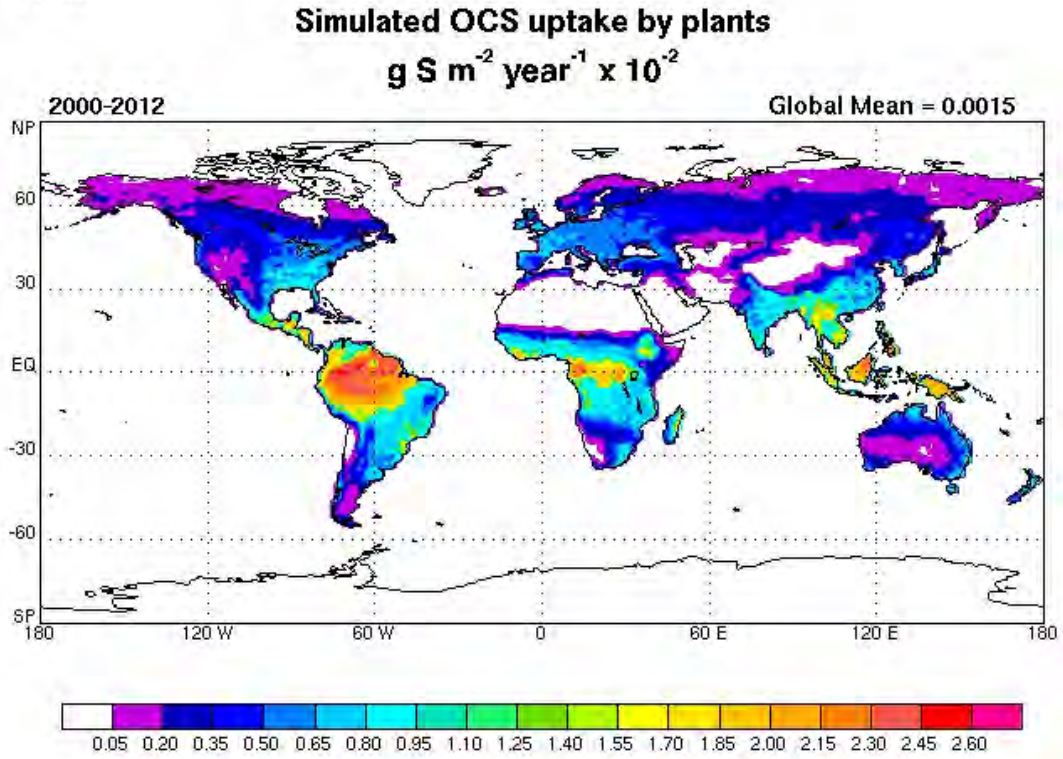 Simulated OCS uptake by plants
g S m⁻² year⁻¹ x 10⁻²
2000-2012 Global Mean = 0.0015
NP
60
30
EQ
-30
-60
SP
180 120 W 60 W 0 60 E 120 E 180
0.05 0.20 0.35 0.50 0.65 0.80 0.95 1.10 1.25 1.40 1.55 1.70 1.85 2.00 2.15 2.30 2.45 2.60